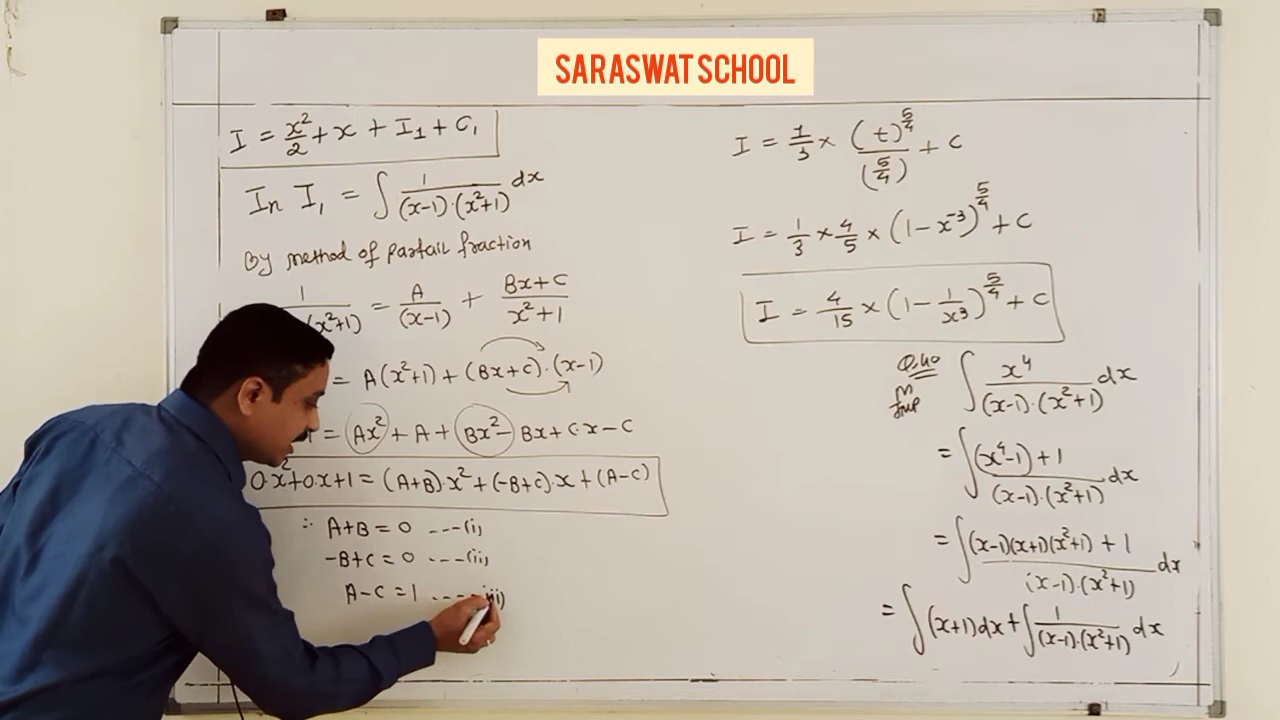 SARASWAT SCHOOL
I = x²/2 + x + I₁ + C₁
In I₁ = ∫ 1/((x-1)·(x²+1)) dx
By method of partail fraction
1/(x²+1) = A/(x-1) + (Bx+C)/(x²+1)
= A(x²+1) + (Bx+C)·(x-1)
= Ax² + A + Bx² - Bx + C·x - C
0·x²+0·x+1 = (A+B)·x² + (-B+C)·x + (A-C)
∴ A+B = 0 ---(i)
-B+C = 0 ---(ii)
A-C = 1 ----iii)
I = 1/3 × (t)^(5/4)/(5/4) + C
I = 1/3 × 4/5 × (1-x⁻³)^(5/4) + C
I = 4/15 × (1 - 1/x³)^(5/4) + C
Q.40 ∫ x⁴/((x-1)·(x²+1)) dx
Imp
= ∫ ((x⁴-1)+1)/((x-1)·(x²+1)) dx
= ∫ ((x-1)(x+1)(x²+1) + 1)/((x-1)·(x²+1)) dx
= ∫(x+1)dx + ∫ 1/((x-1)·(x²+1)) dx